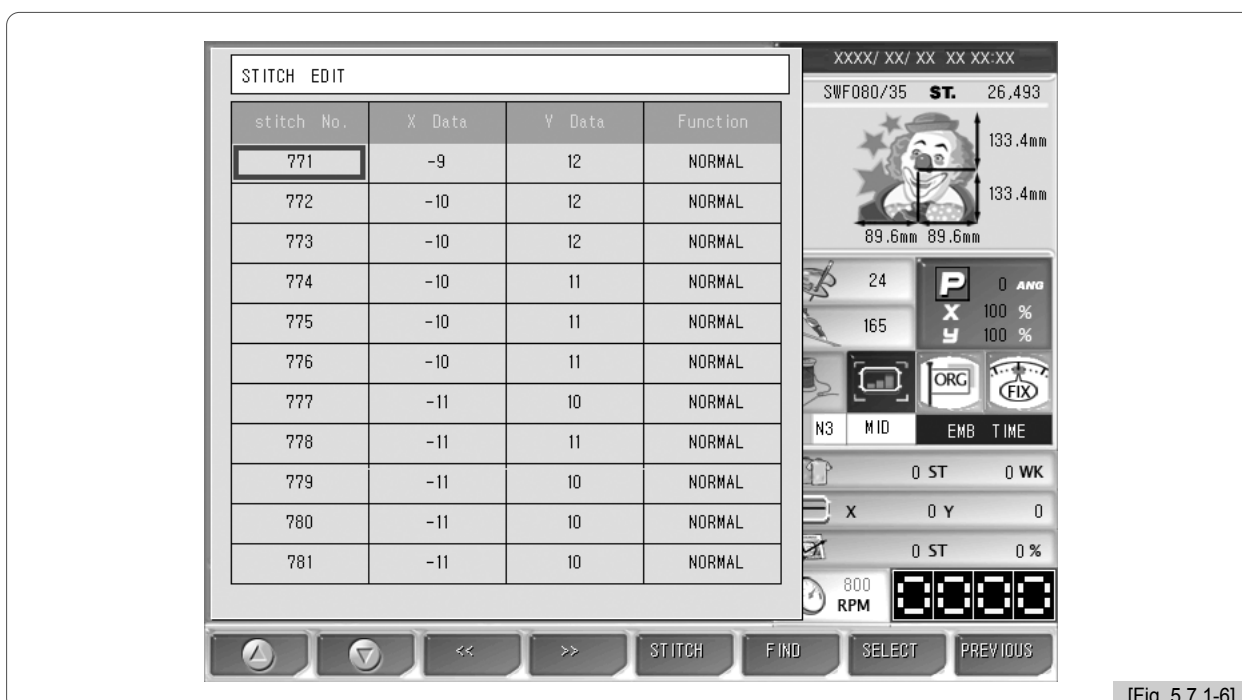 STITCH EDIT
stitch No. X Data Y Data Function
771 -9 12 NORMAL
772 -10 12 NORMAL
773 -10 12 NORMAL
774 -10 11 NORMAL
775 -10 11 NORMAL
776 -10 11 NORMAL
777 -11 10 NORMAL
778 -11 11 NORMAL
779 -11 10 NORMAL
780 -11 10 NORMAL
781 -11 10 NORMAL
XXXX/ XX/ XX XX XX:XX
SWF080/35 ST. 26,493
133.4mm
133.4mm
89.6mm 89.6mm
24 P 0 ANG
X 100 %
165 y 100 %
ORG FIX
N3 MID EMB TIME
0 ST 0 WK
X 0 Y 0
0 ST 0 %
800
RPM 0000
<< >> STITCH FIND SELECT PREVIOUS
[Fig. 5.7.1-6]